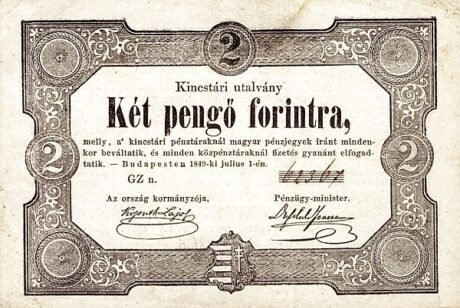 2
Kincstári utalvány
Két pengő forintra,
melly, a' kincstári pénztáraknál magyar pénzjegyek iránt minden-
kor beváltatik, és minden közpénztáraknál fizetés gyanánt elfogad-
tatik. — Budapesten 1849-ki julius 1-én.
2 2
GZ n. 62367
Az ország kormányzója, Pénzügy-minister.
Kossuth Lajos